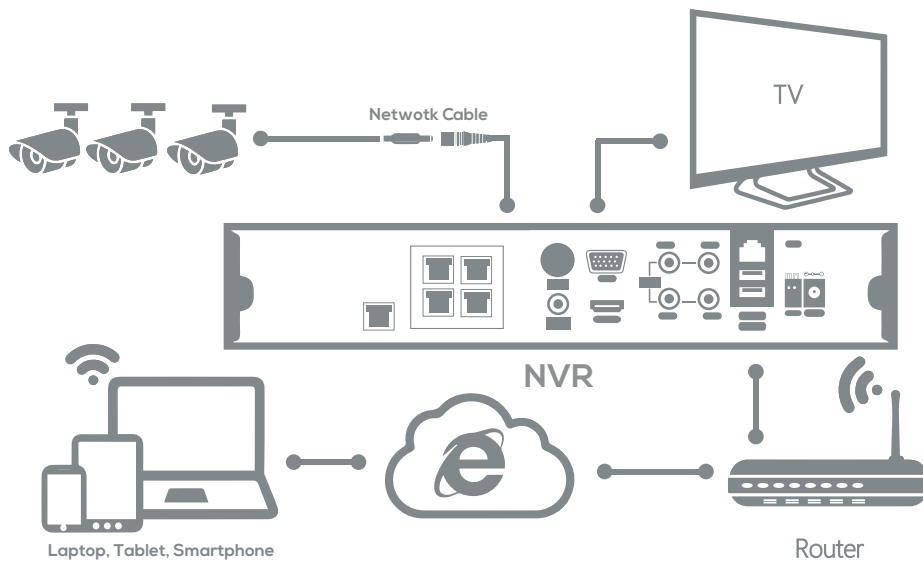 TV
Netwotk Cable
NVR
Laptop, Tablet, Smartphone
Router